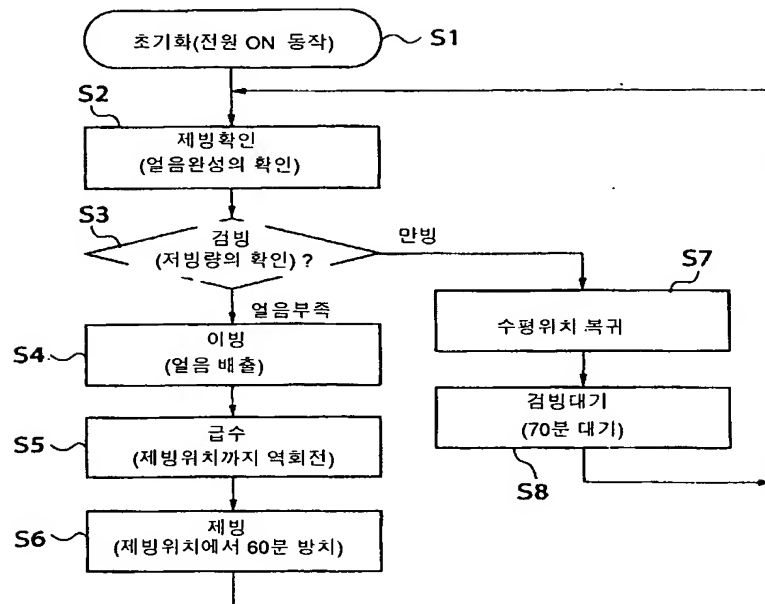 초기화(전원 ON 동작)
S1
S2
제빙확인
(얼음완성의 확인)
S3
검빙
(저빙량의 확인) ?
만빙
얼음부족
S7
수평위치 복귀
S4
이빙
(얼음 배출)
검빙대기
(70분 대기)
S8
S5
급수
(제빙위치까지 역회전)
S6
제빙
(제빙위치에서 60분 방치)